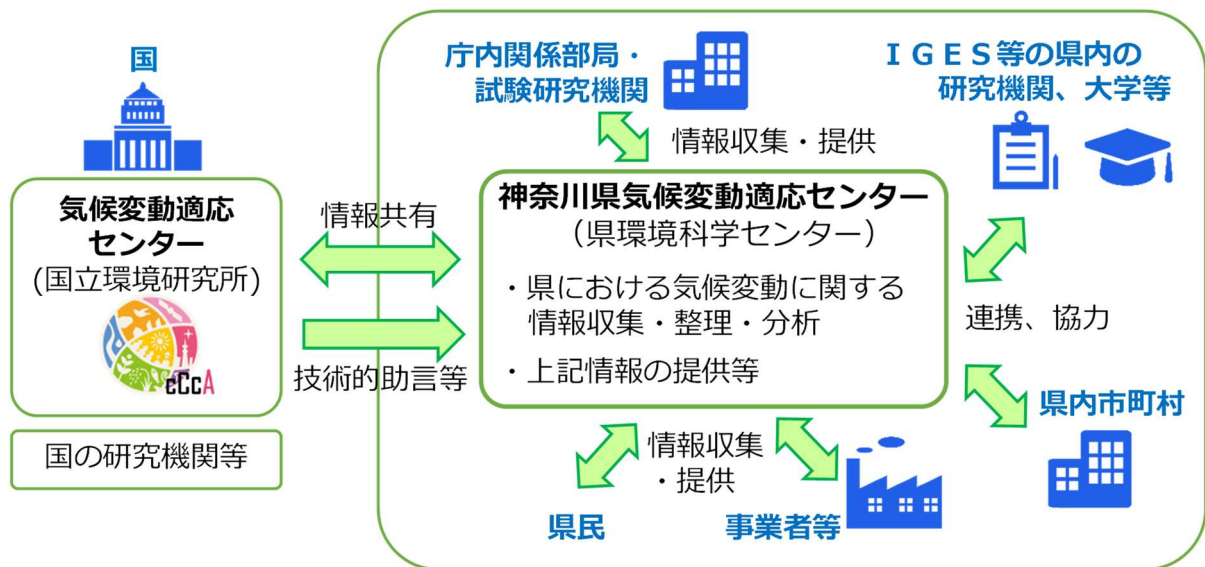 国
気候変動適応
センター
(国立環境研究所)
cCcA
国の研究機関等
情報共有
技術的助言等
庁内関係部局・
試験研究機関
情報収集・提供
ＩＧＥＳ等の県内の
研究機関、大学等
神奈川県気候変動適応センター
（県環境科学センター）
・県における気候変動に関する
情報収集・整理・分析
・上記情報の提供等
連携、協力
県内市町村
情報収集
・提供
県民
事業者等